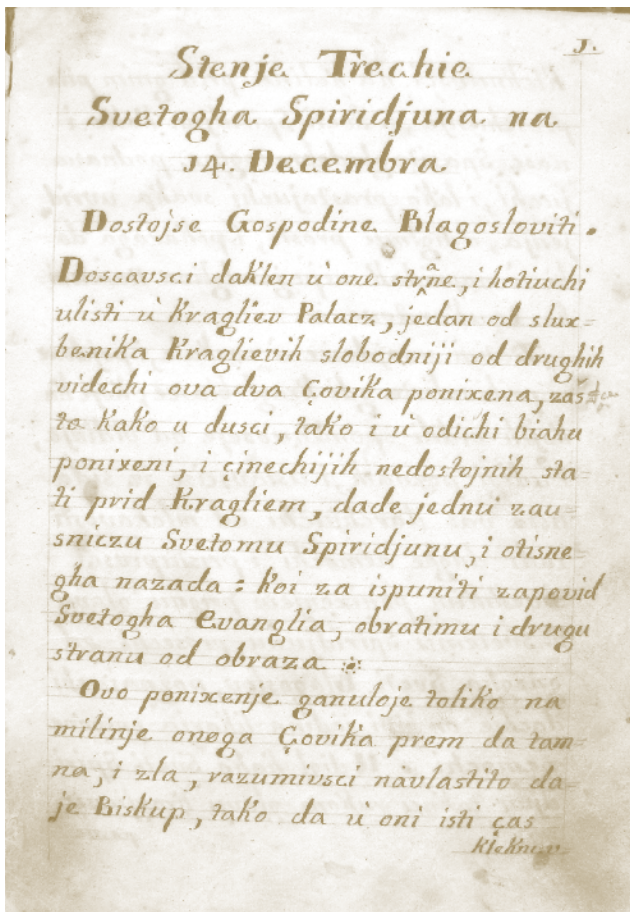 1.
Stenje Trechie
Svetogha Spiridjuna na
14. Decembra
Dostojse Gospodine Blagosloviti.
Doscavsci daklen ù one strane, i hotiuchi
ulisti ù Kragliev Palacz, jedan od slux=
benika Kraglievih slobodniji od drughih
videchi ova dva Çovika ponixena, zaš=
to kako u dusci, tako i ù odichi biahu
ponixeni, i çinechijih nedostojnih sta=
ti prid Kragliem, dade jednu zau=
sniczu Svetomu Spiridjunu, i otisne=
gha nazada: koi za ispuniti zapovid
Svetogha Evanglia, obratimu i drugu
stranu od obraza.
Ovo ponixenje ganuloje toliko na
milinje onoga Çovika prem da tam=
na, i zla, razumivsci navlastito da=
je Biskup, tako da ù oni isti ças